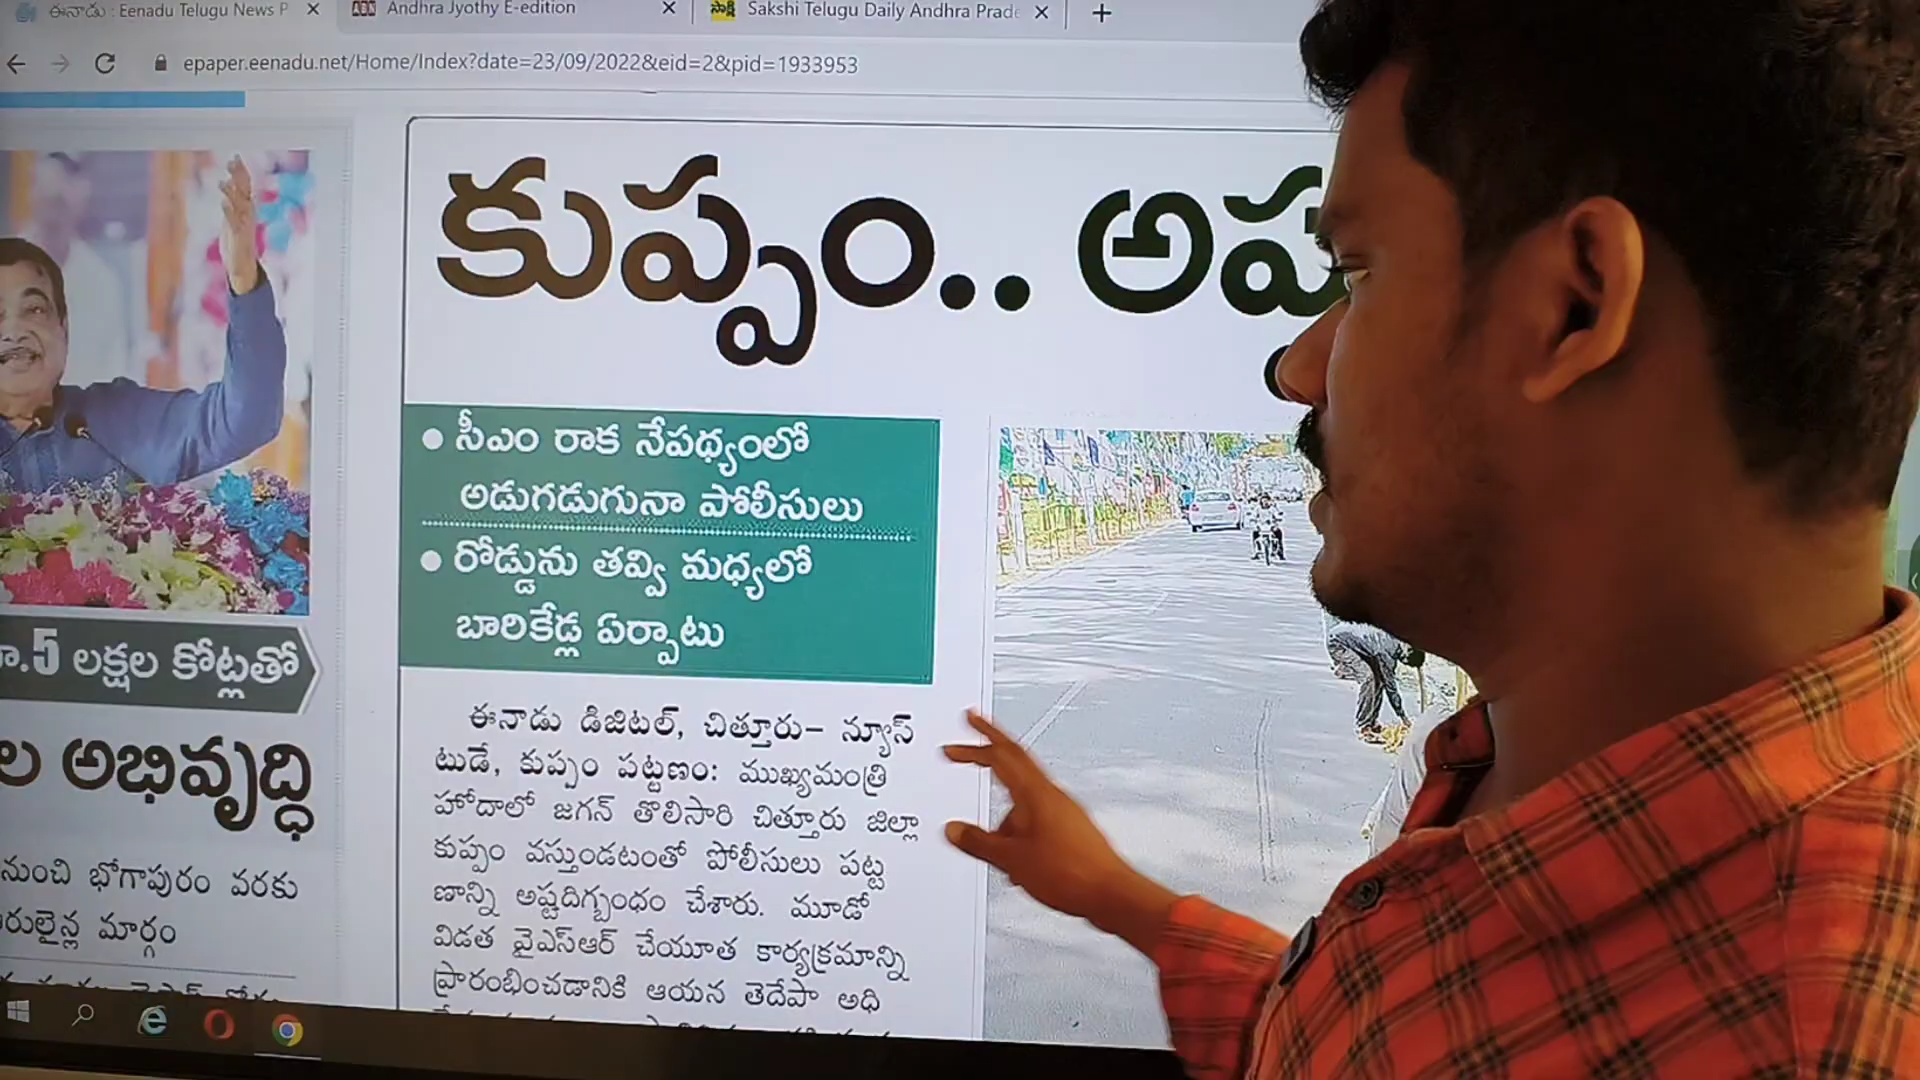 ఈనాడు : Eenadu Telugu News P
ABN Andhra Jyothy E-edition
సాక్షి Sakshi Telugu Daily Andhra Prade
epaper.eenadu.net/Home/Index?date=23/09/2022&eid=2&pid=1933953
5 లక్షల కోట్లతో
ల అభివృద్ధి
నుంచి భోగాపురం వరకు
మార్గం
కుప్పం..
• సీఎం రాక నేపథ్యంలో
అడుగడుగునా పోలీసులు
• రోడ్డును తవ్వి మధ్యలో
బారికేడ్ల ఏర్పాటు
ఈనాడు డిజిటల్, చిత్తూరు– న్యూస్
టుడే, కుప్పం పట్టణం: ముఖ్యమంత్రి
హోదాలో జగన్ తొలిసారి చిత్తూరు జిల్లా
కుప్పం వస్తుండటంతో పోలీసులు పట్ట
ణాన్ని అష్టదిగ్బంధం చేశారు. మూడో
విడత వైఎస్ఆర్ చేయూత కార్యక్రమాన్ని
ప్రారంభించడానికి ఆయన తెదేపా అధి